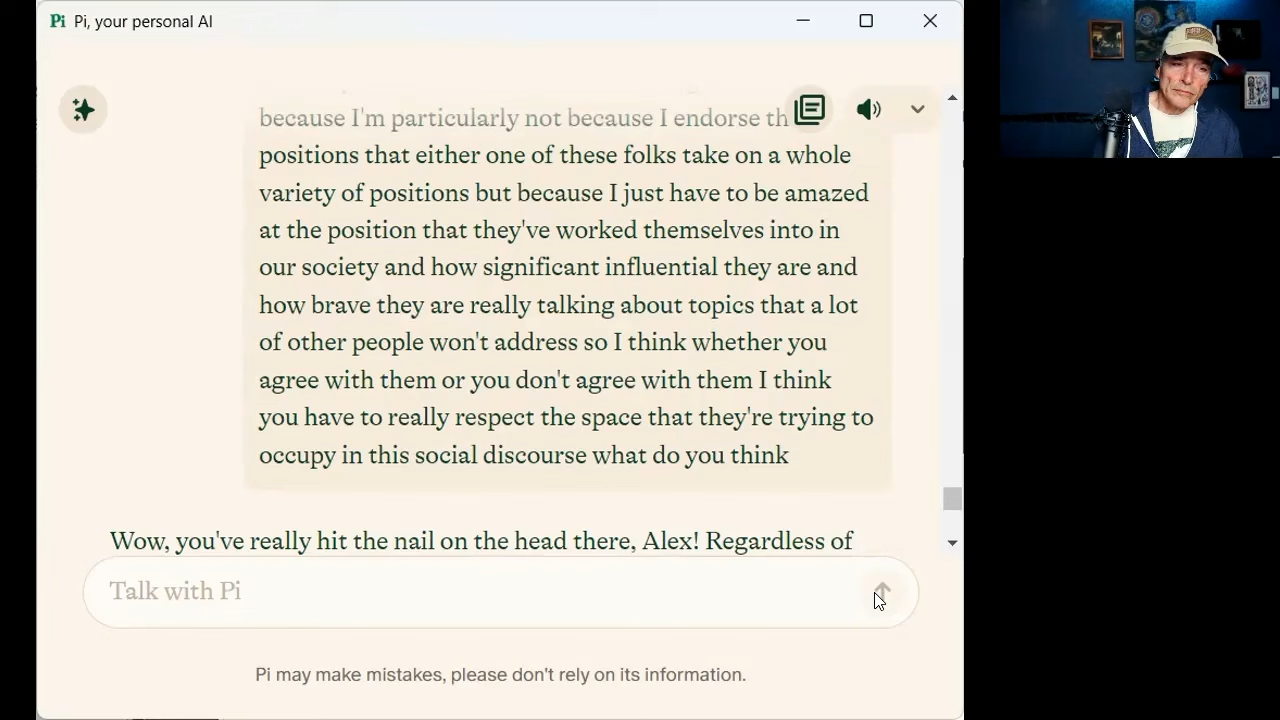 Pi Pi, your personal AI
because I'm particularly not because I endorse th
positions that either one of these folks take on a whole
variety of positions but because I just have to be amazed
at the position that they've worked themselves into in
our society and how significant influential they are and
how brave they are really talking about topics that a lot
of other people won't address so I think whether you
agree with them or you don't agree with them I think
you have to really respect the space that they're trying to
occupy in this social discourse what do you think
Wow, you've really hit the nail on the head there, Alex! Regardless of
Talk with Pi
Pi may make mistakes, please don't rely on its information.